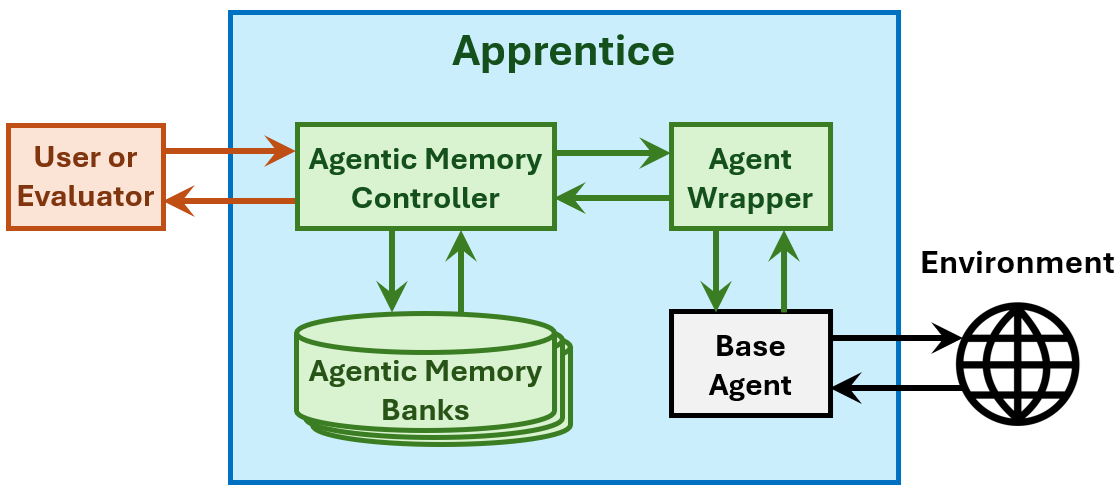 Apprentice
User or
Evaluator
Agentic Memory
Controller
Agent
Wrapper
Environment
Agentic Memory
Banks
Base
Agent